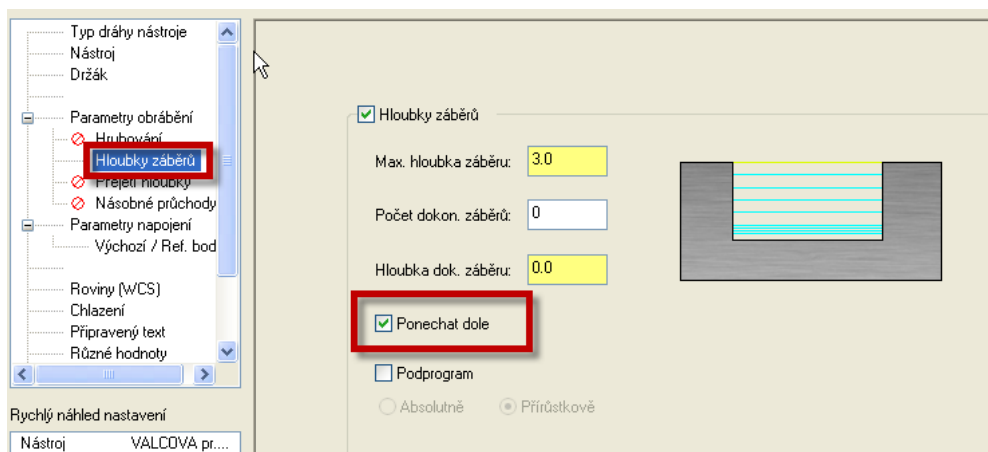 Typ dráhy nástroje
Nástroj
Držák
Parametry obrábění
Hrubování
Hloubky záběrů
Přejetí hloubky
Násobné průchody
Parametry napojení
Výchozí / Ref. bod
Roviny (WCS)
Chlazení
Připravený text
Různé hodnoty
Rychlý náhled nastavení
Nástroj VALCOVA pr....
Hloubky záběrů
Max. hloubka záběru: 3.0
Počet dokon. záběrů: 0
Hloubka dok. záběru: 0.0
Ponechat dole
Podprogram
Absolutně Přírůstkově